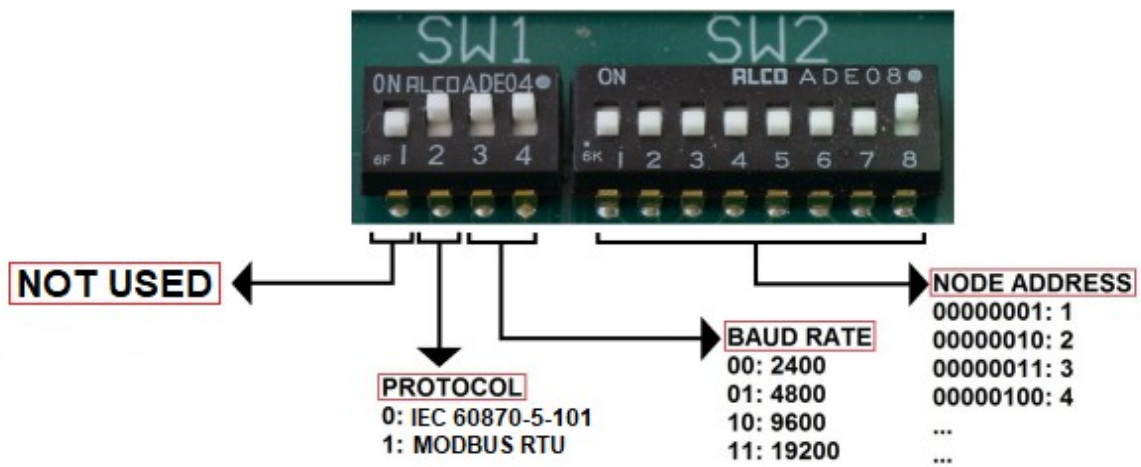 SW1 SW2
ON ALCO ADE04
ON ALCO ADE08
6F 1 2 3 4
6K 1 2 3 4 5 6 7 8
NOT USED
PROTOCOL
0: IEC 60870-5-101
1: MODBUS RTU
BAUD RATE
00: 2400
01: 4800
10: 9600
11: 19200
NODE ADDRESS
00000001: 1
00000010: 2
00000011: 3
00000100: 4
...
...